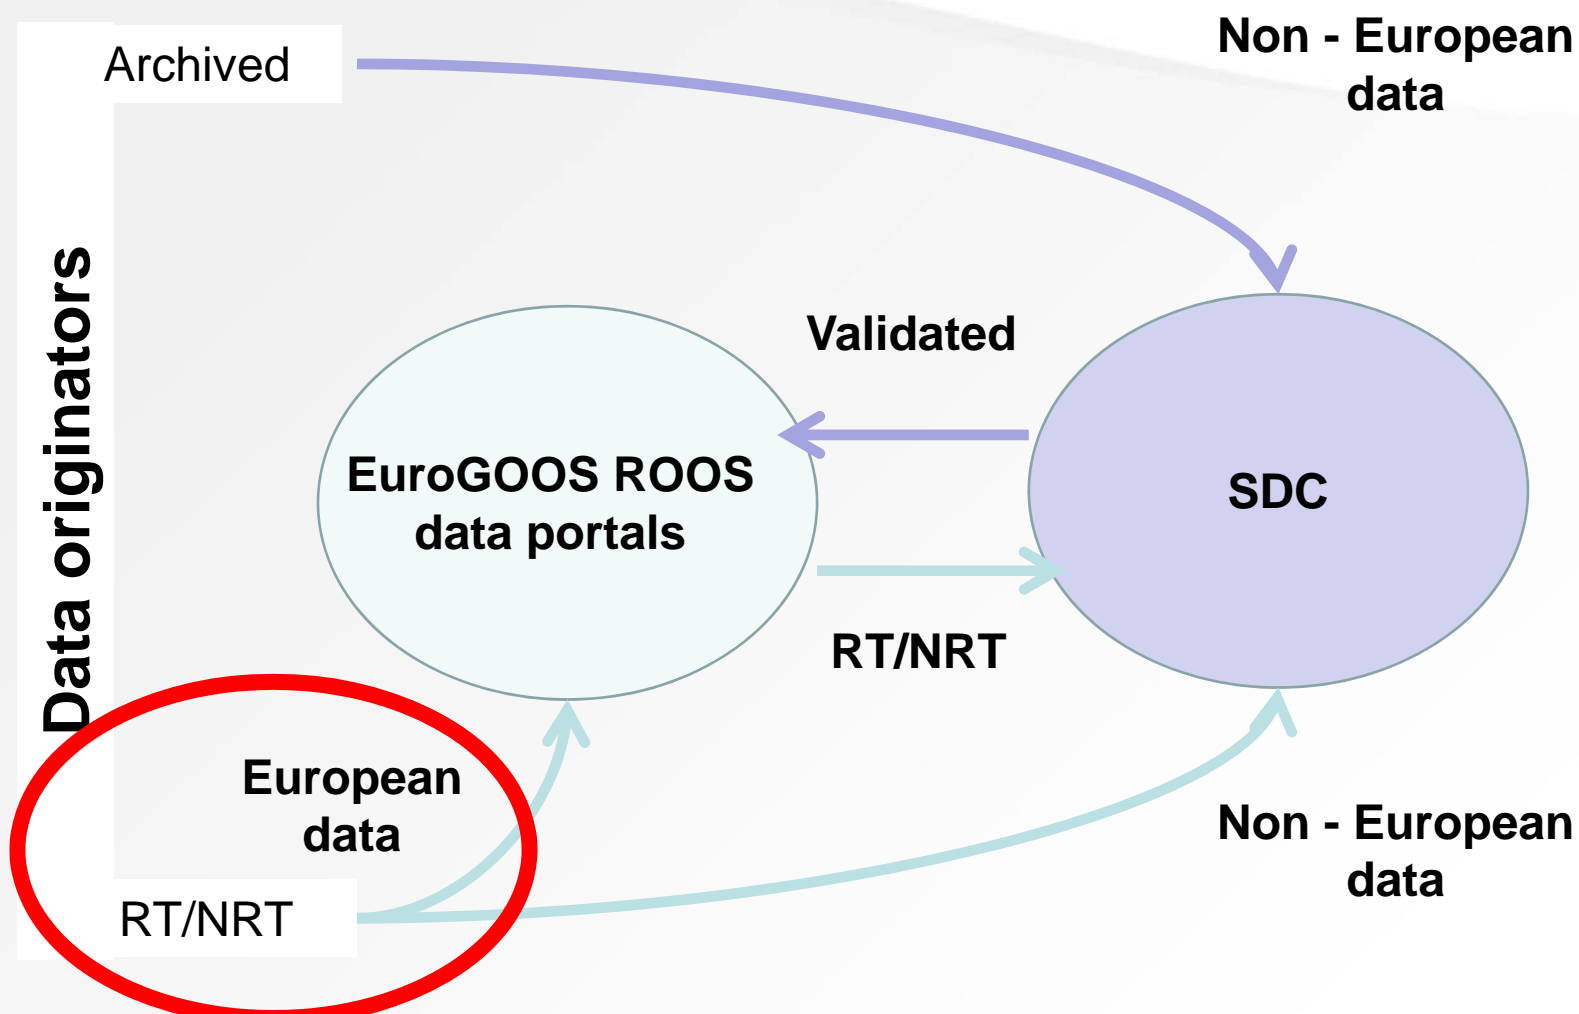 Archived
Non - European
data
Data originators
Validated
EuroGOOS ROOS
data portals
SDC
RT/NRT
European
data
Non - European
data
RT/NRT